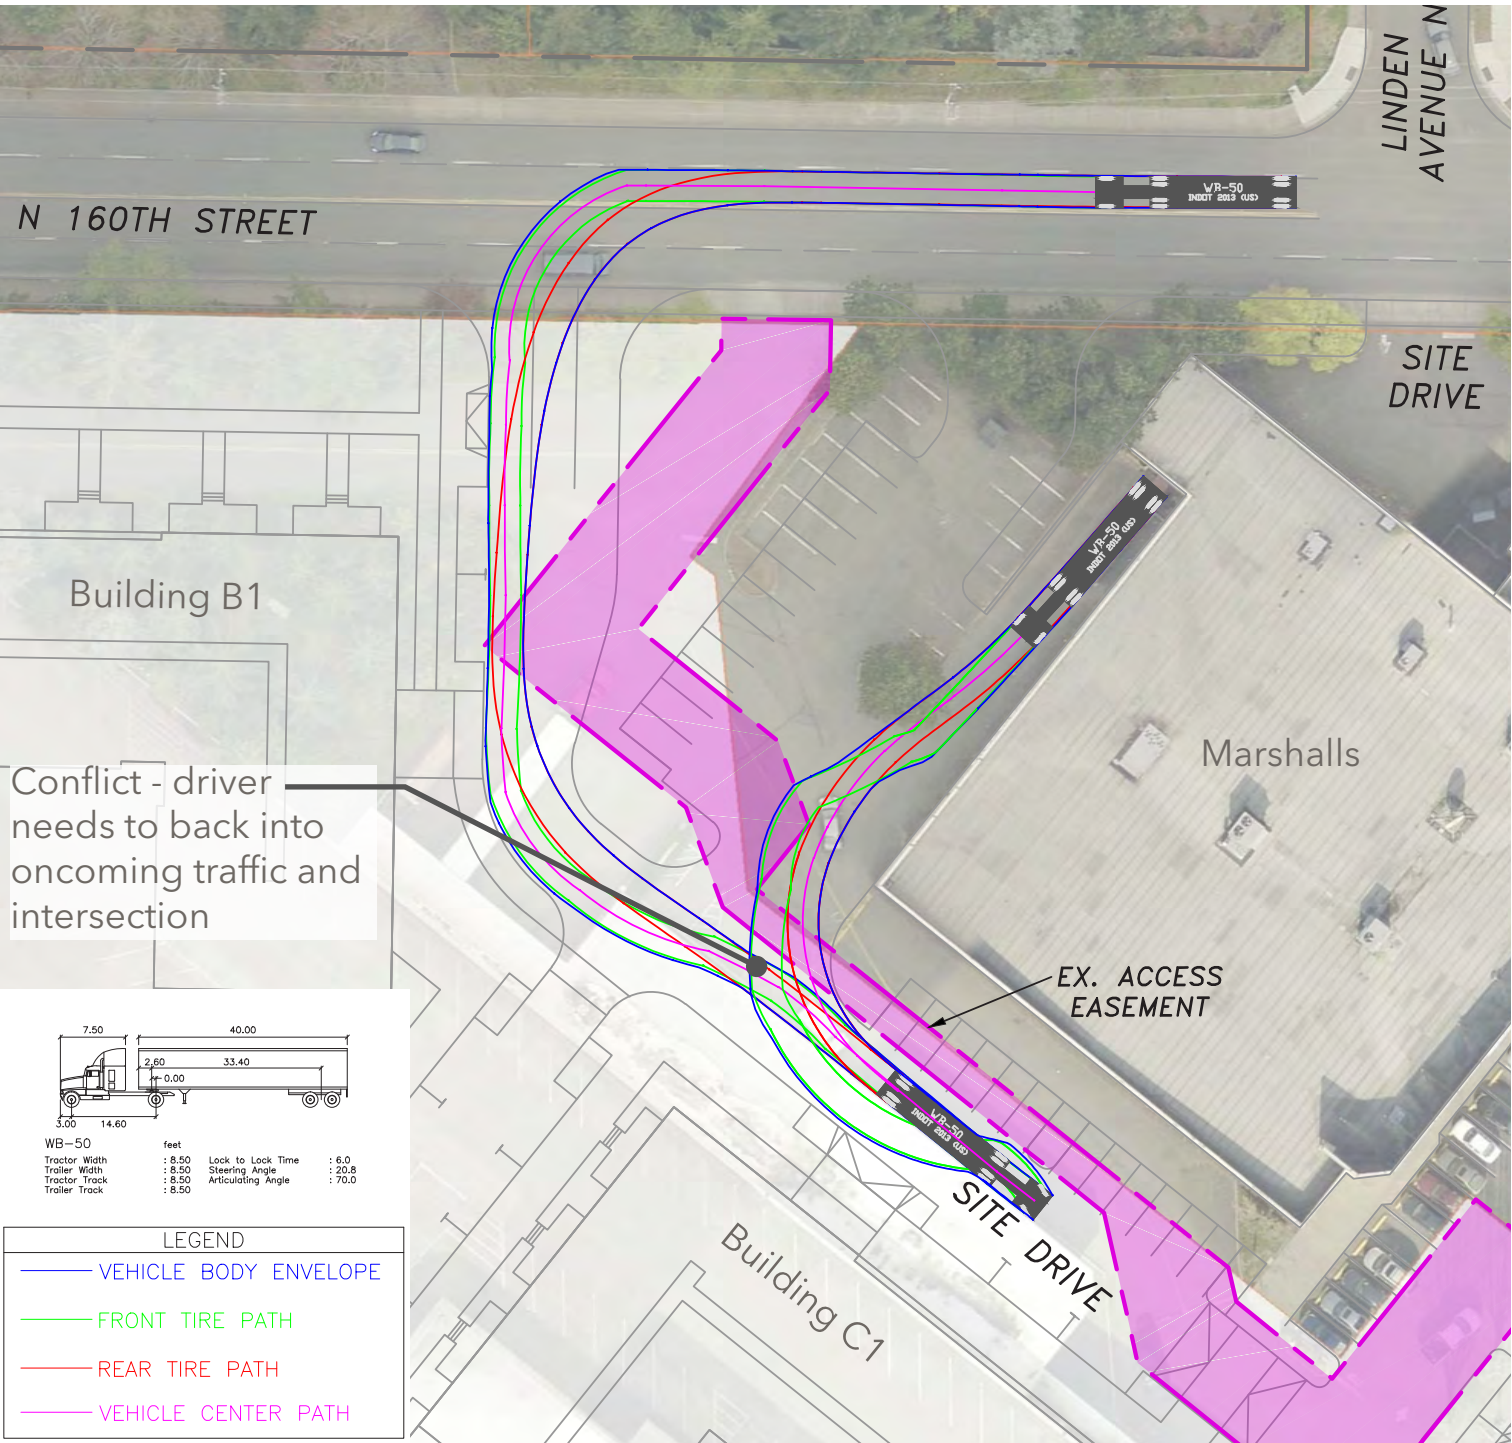 LINDEN
AVENUE N
N 160TH STREET
WB-50
INDOT 2013 (US)
SITE
DRIVE
WB-50
INDOT 2013 (US)
Building B1
Marshalls
Conflict - driver
needs to back into
oncoming traffic and
intersection
EX. ACCESS
EASEMENT
WB-50
INDOT 2013 (US)
SITE DRIVE
Building C1
7.50
40.00
2.60
33.40
0.00
3.00
14.60
WB-50
feet
Tractor Width : 8.50 Lock to Lock Time : 6.0
Trailer Width : 8.50 Steering Angle : 20.8
Tractor Track : 8.50 Articulating Angle : 70.0
Trailer Track : 8.50
LEGEND
VEHICLE BODY ENVELOPE
FRONT TIRE PATH
REAR TIRE PATH
VEHICLE CENTER PATH